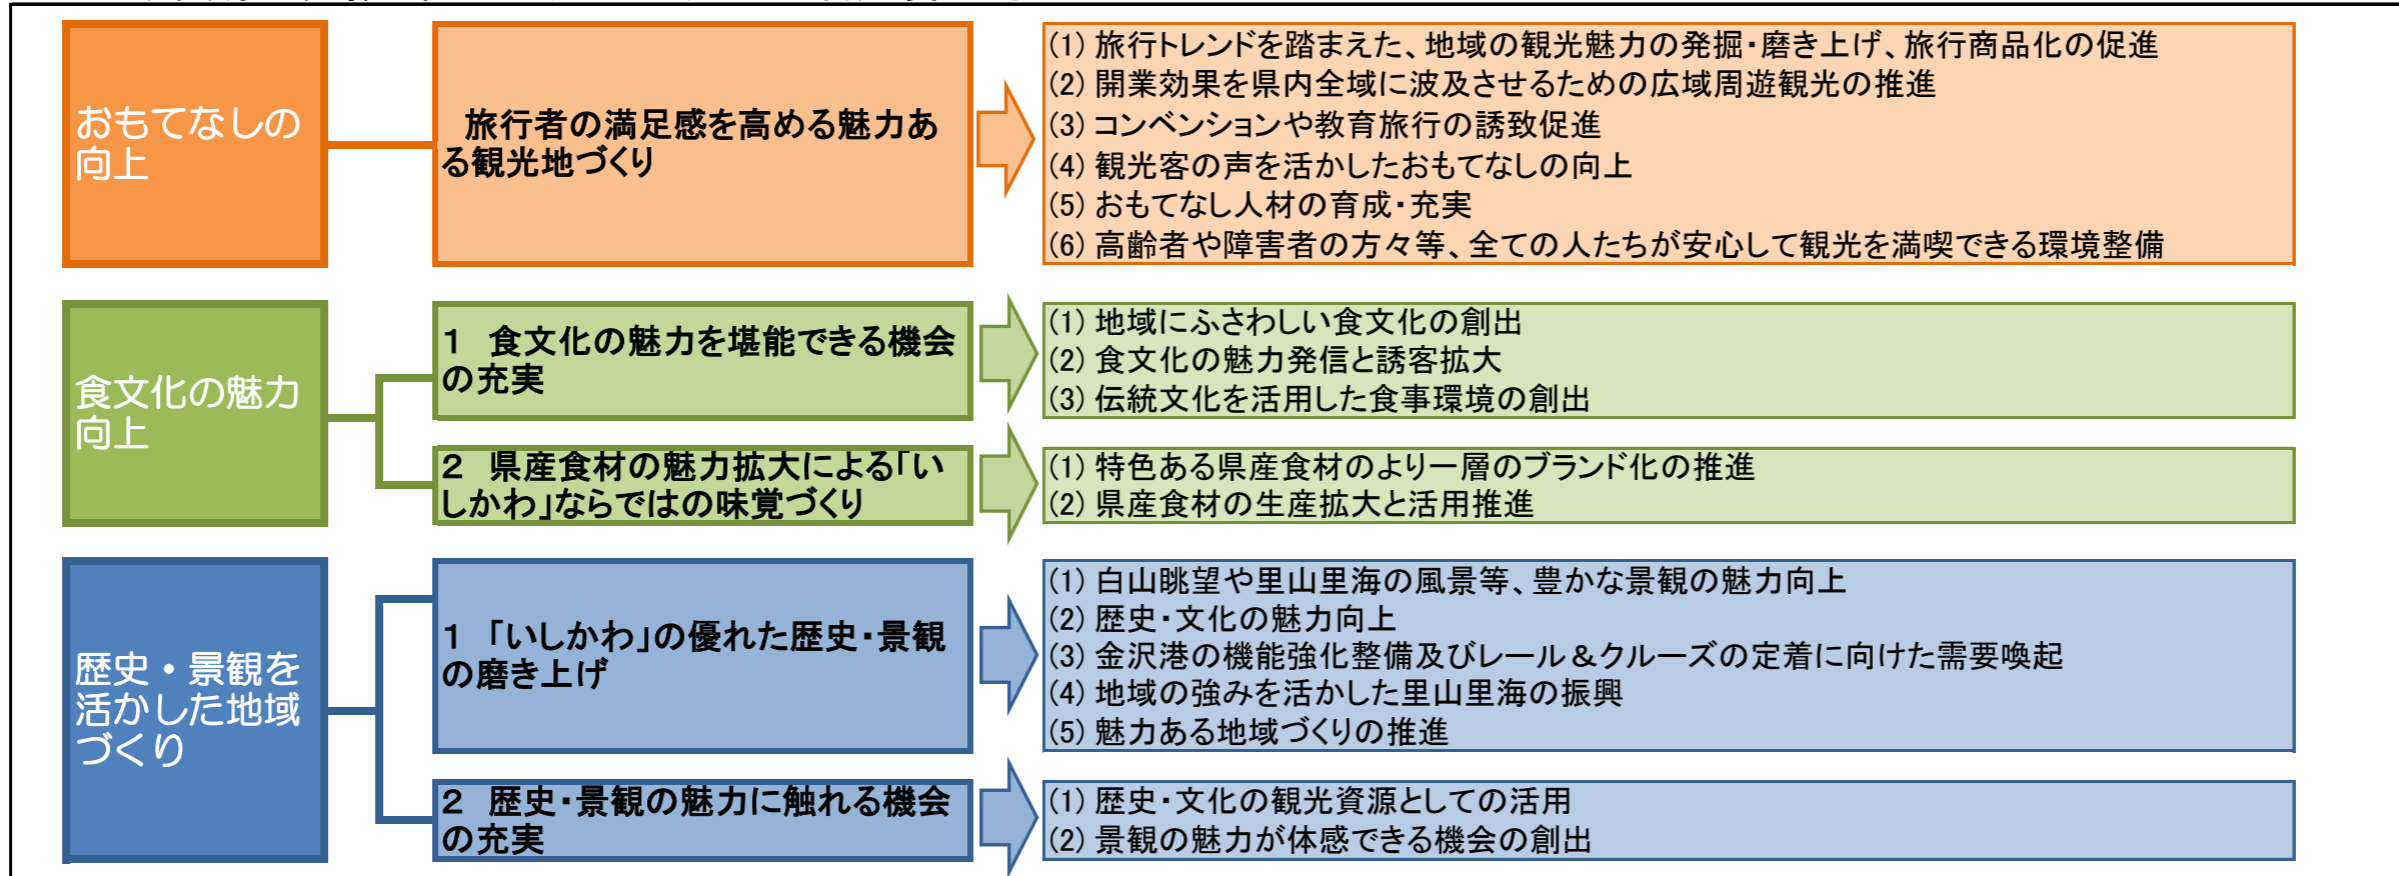 おもてなしの
向上
旅行者の満足感を高める魅力あ
る観光地づくり
(1) 旅行トレンドを踏まえた、地域の観光魅力の発掘・磨き上げ、旅行商品化の促進
(2) 開業効果を県内全域に波及させるための広域周遊観光の推進
(3) コンベンションや教育旅行の誘致促進
(4) 観光客の声を活かしたおもてなしの向上
(5) おもてなし人材の育成・充実
(6) 高齢者や障害者の方々等、全ての人たちが安心して観光を満喫できる環境整備
食文化の魅力
向上
1 食文化の魅力を堪能できる機会
の充実
(1) 地域にふさわしい食文化の創出
(2) 食文化の魅力発信と誘客拡大
(3) 伝統文化を活用した食事環境の創出
2 県産食材の魅力拡大による「い
しかわ」ならではの味覚づくり
(1) 特色ある県産食材のより一層のブランド化の推進
(2) 県産食材の生産拡大と活用推進
歴史・景観を
活かした地域
づくり
1 「いしかわ」の優れた歴史・景観
の磨き上げ
(1) 白山眺望や里山里海の風景等、豊かな景観の魅力向上
(2) 歴史・文化の魅力向上
(3) 金沢港の機能強化整備及びレール＆クルーズの定着に向けた需要喚起
(4) 地域の強みを活かした里山里海の振興
(5) 魅力ある地域づくりの推進
2 歴史・景観の魅力に触れる機会
の充実
(1) 歴史・文化の観光資源としての活用
(2) 景観の魅力が体感できる機会の創出